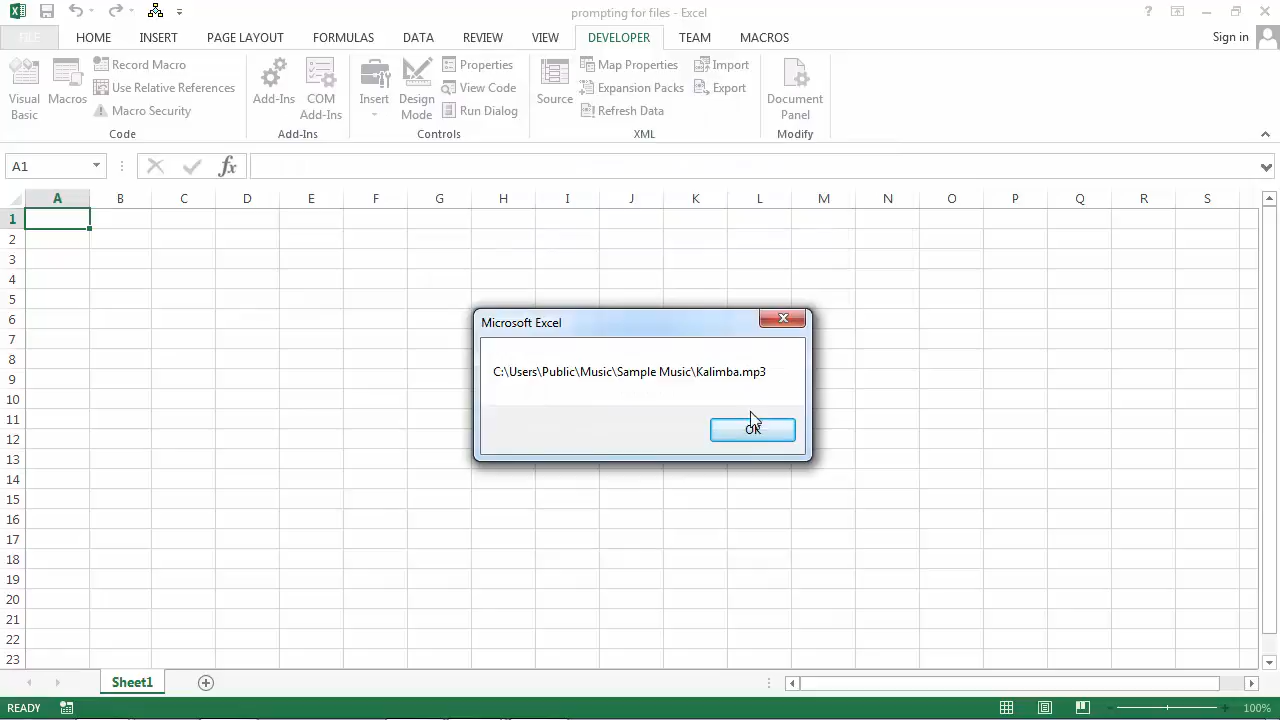 prompting for files - Excel
?
FILE
HOME
INSERT
PAGE LAYOUT
FORMULAS
DATA
REVIEW
VIEW
DEVELOPER
TEAM
MACROS
Sign in
Visual
Basic
Macros
Record Macro
Use Relative References
Macro Security
Code
Add-Ins
COM
Add-Ins
Add-Ins
Insert
Design
Mode
Properties
View Code
Run Dialog
Controls
Source
Map Properties
Expansion Packs
Refresh Data
Import
Export
XML
Document
Panel
Modify
A1
fx
A B C D E F G H I J K L M N O P Q R S
1
2
3
4
5
6
7
8
9
10
11
12
13
14
15
16
17
18
19
20
21
22
23
Microsoft Excel
C:\Users\Public\Music\Sample Music\Kalimba.mp3
OK
Sheet1
READY
100%